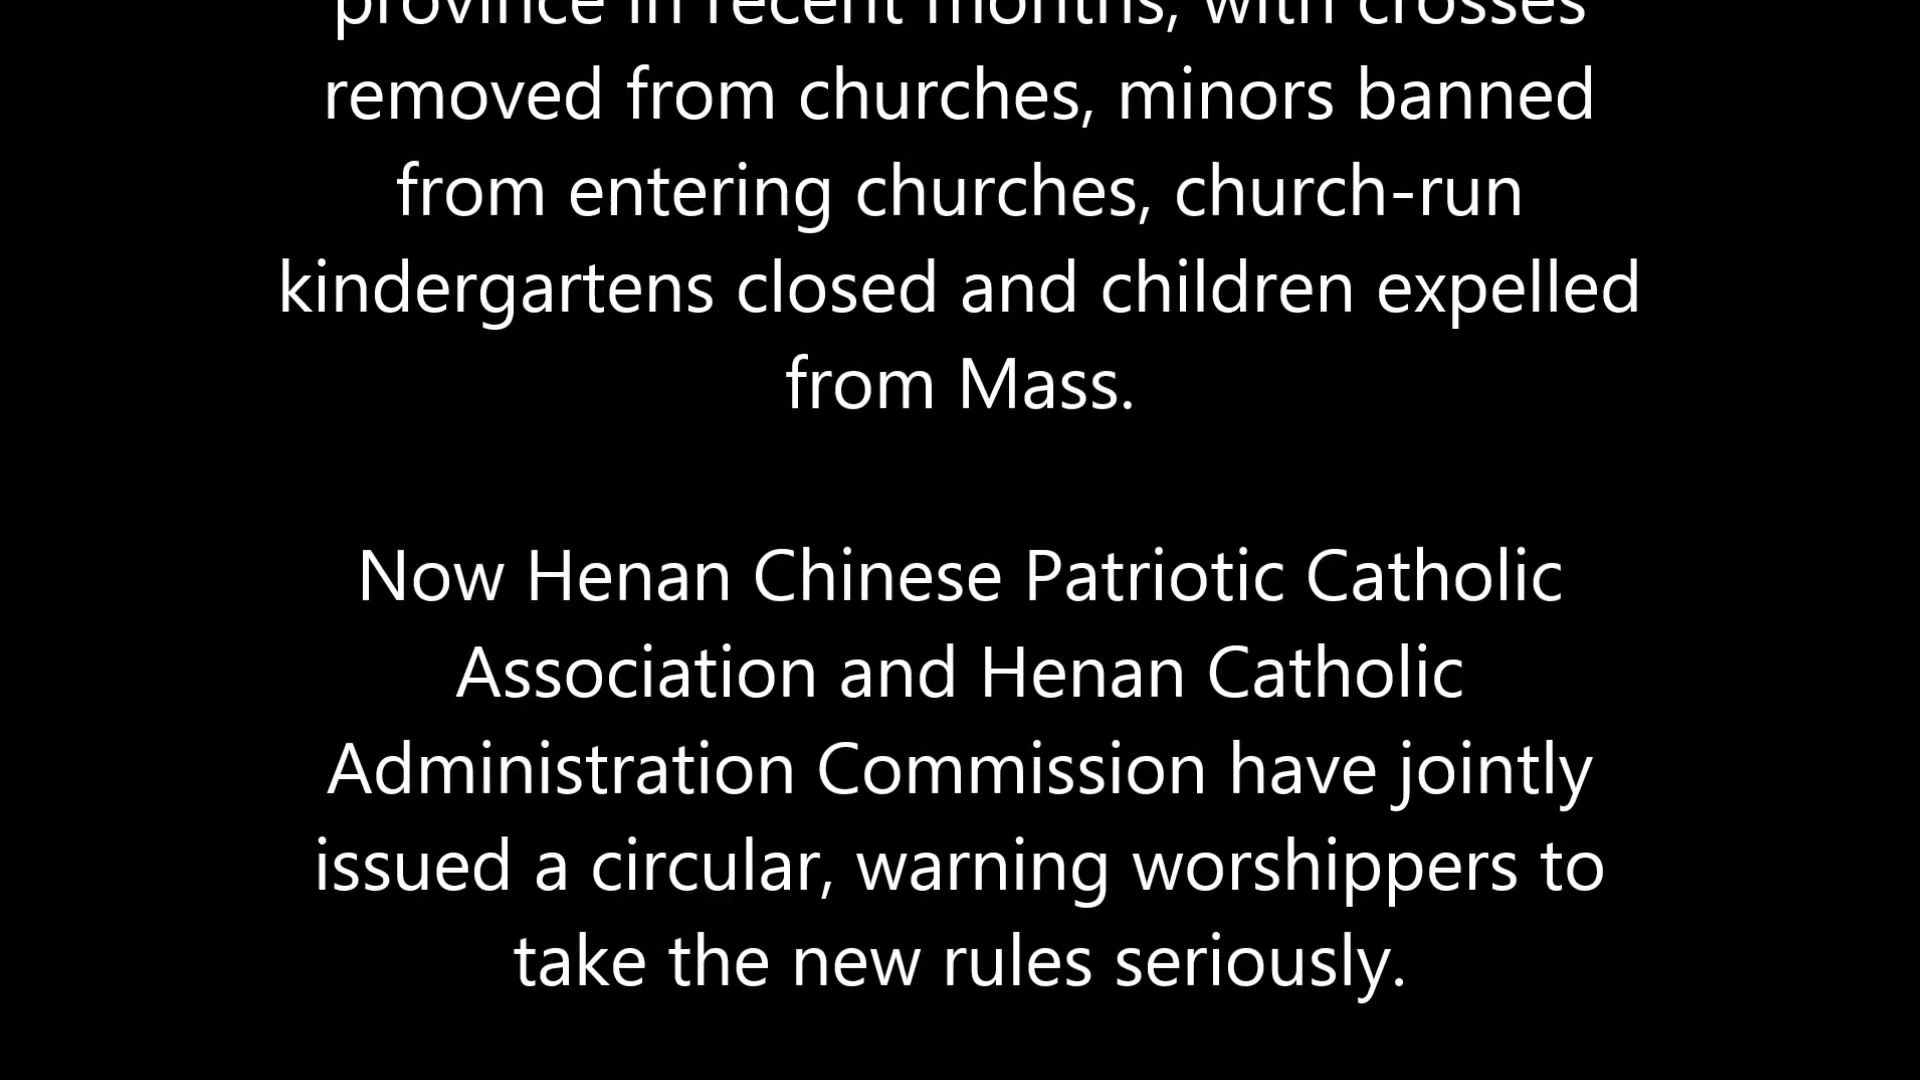 province in recent months, with crosses
removed from churches, minors banned
from entering churches, church-run
kindergartens closed and children expelled
from Mass.
Now Henan Chinese Patriotic Catholic
Association and Henan Catholic
Administration Commission have jointly
issued a circular, warning worshippers to
take the new rules seriously.